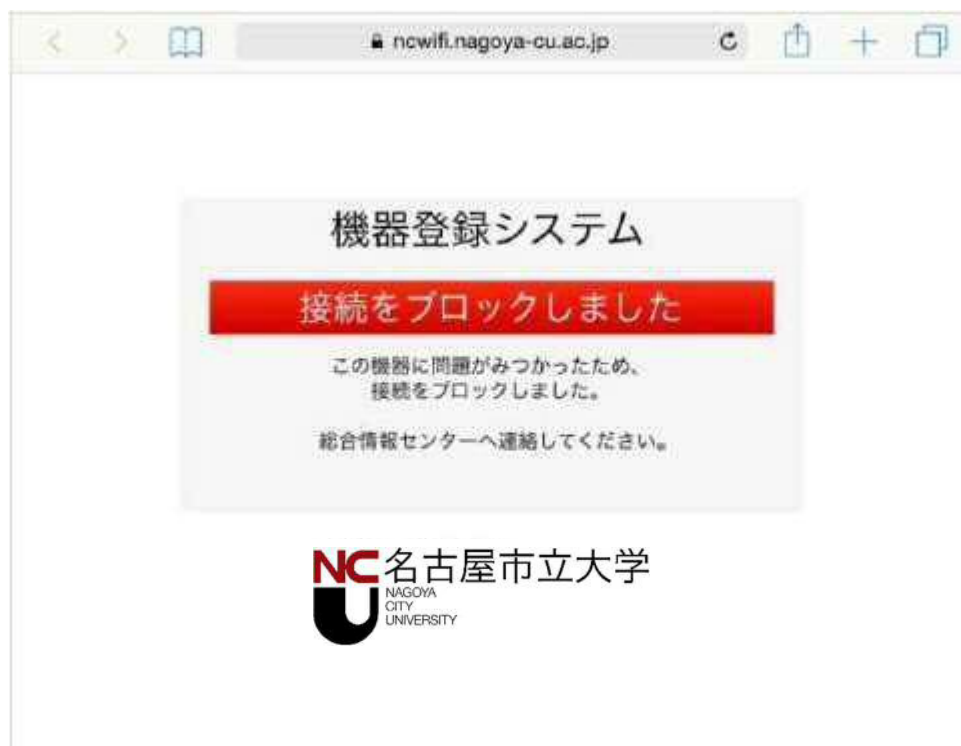 ncwifi.nagoya-cu.ac.jp
機器登録システム
接続をブロックしました
この機器に問題がみつかったため、
接続をブロックしました。
総合情報センターへ連絡してください。
NCU 名古屋市立大学
NAGOYA
CITY
UNIVERSITY